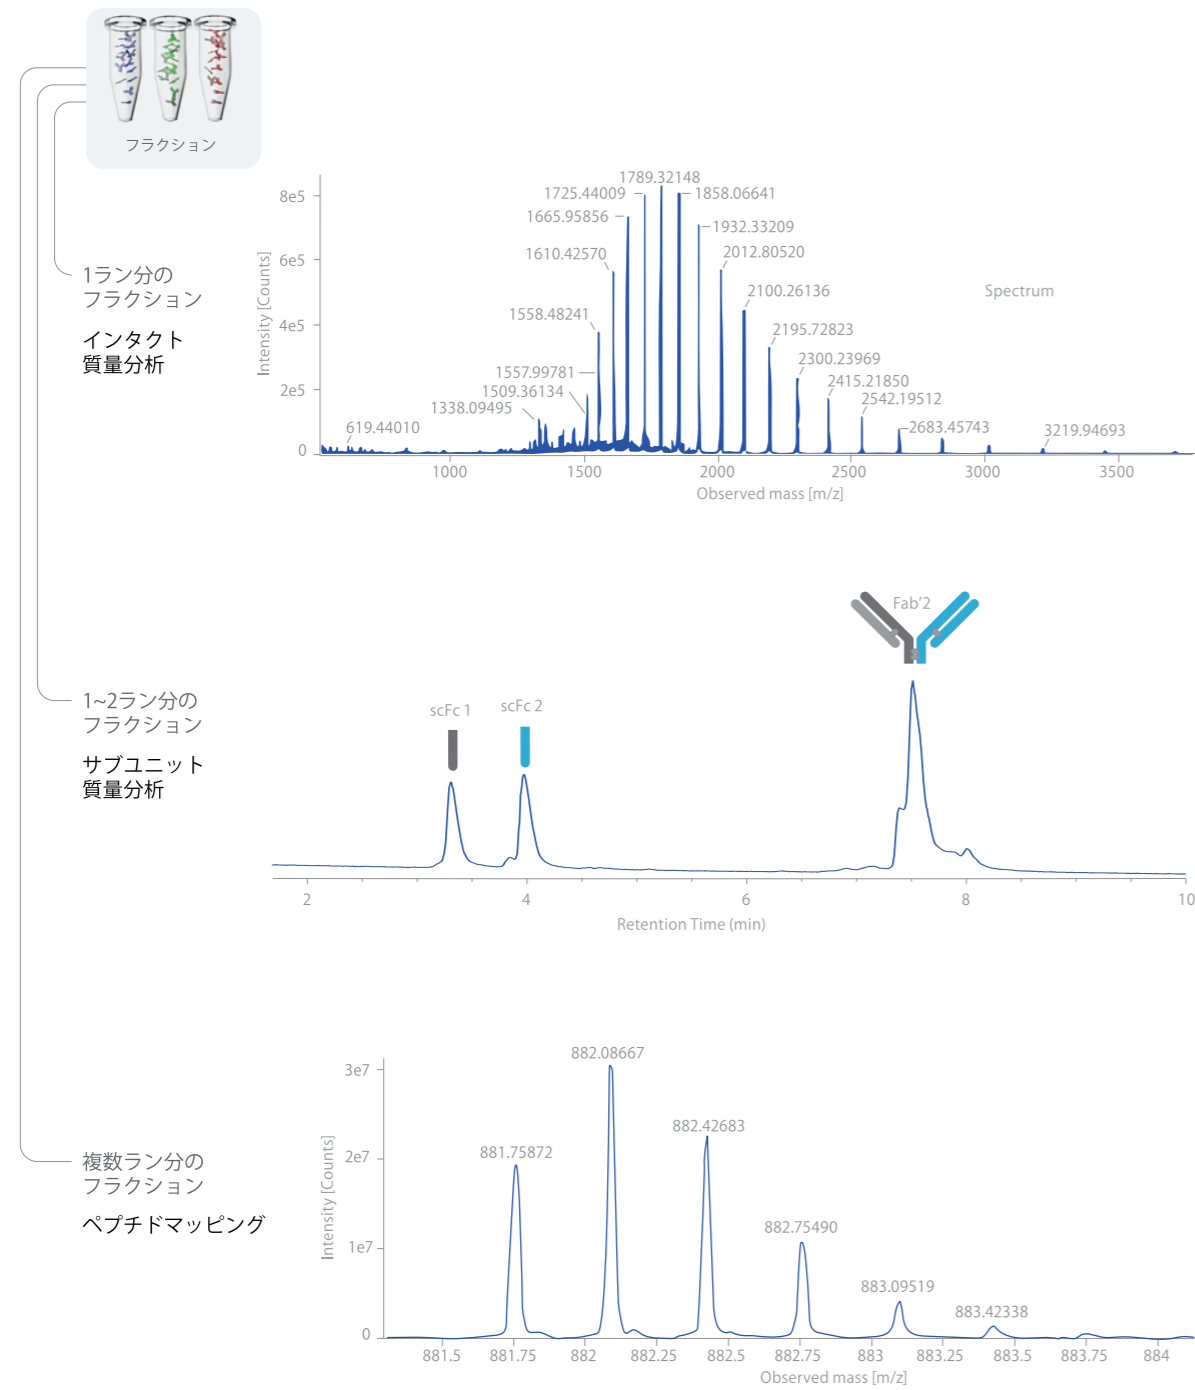 フラクション
1ラン分の
フラクション
インタクト
質量分析
Intensity [Counts]
8e5
6e5
4e5
2e5
0
619.44010
1338.09495
1509.36134
1557.99781
1558.48241
1610.42570
1665.95856
1725.44009
1789.32148
1858.06641
1932.33209
2012.80520
2100.26136
2195.72823
2300.23969
2415.21850
2542.19512
2683.45743
3219.94693
Spectrum
1000 1500 2000 2500 3000 3500
Observed mass [m/z]
1~2ラン分の
フラクション
サブユニット
質量分析
scFc 1
scFc 2
Fab’2
2 4 6 8 10
Retention Time (min)
複数ラン分の
フラクション
ペプチドマッピング
Intensity [Counts]
3e7
2e7
1e7
0
881.75872
882.08667
882.42683
882.75490
883.09519
883.42338
881.5 881.75 882 882.25 882.5 882.75 883 883.25 883.5 883.75 884
Observed mass [m/z]